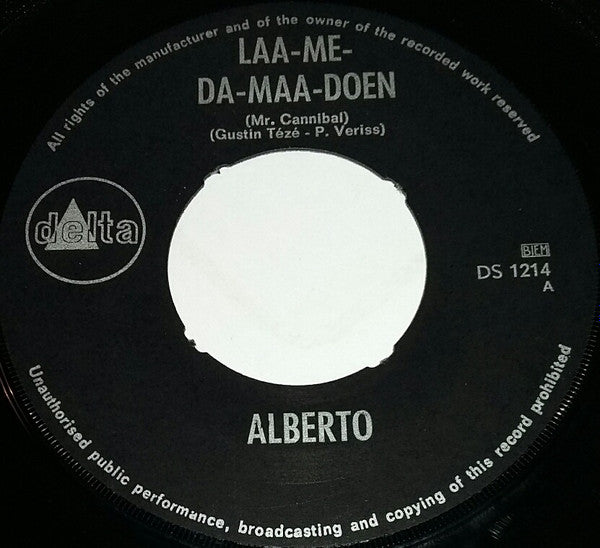 All rights of the manufacturer and of the owner of the recorded work reserved
LAA-ME-
DA-MAA-DOEN
(Mr. Cannibal)
(Gustin Tézé - P. Veriss)
delta
BIEM
DS 1214
A
ALBERTO
Unauthorised public performance, broadcasting and copying of this record prohibited